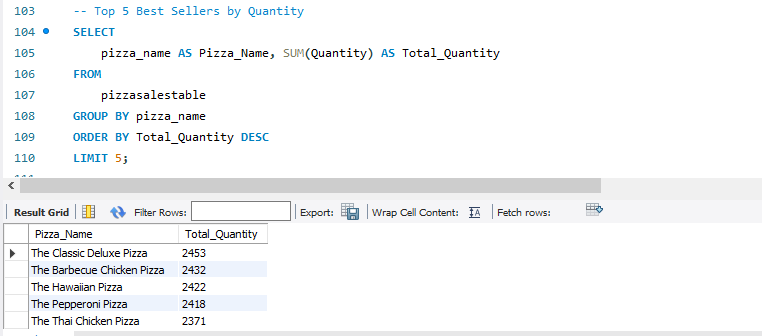 103 -- Top 5 Best Sellers by Quantity
104 SELECT
105 pizza_name AS Pizza_Name, SUM(Quantity) AS Total_Quantity
106 FROM
107 pizzasalestable
108 GROUP BY pizza_name
109 ORDER BY Total_Quantity DESC
110 LIMIT 5;
Result Grid Filter Rows: Export: Wrap Cell Content: Fetch rows:
Pizza_Name Total_Quantity
The Classic Deluxe Pizza 2453
The Barbecue Chicken Pizza 2432
The Hawaiian Pizza 2422
The Pepperoni Pizza 2418
The Thai Chicken Pizza 2371